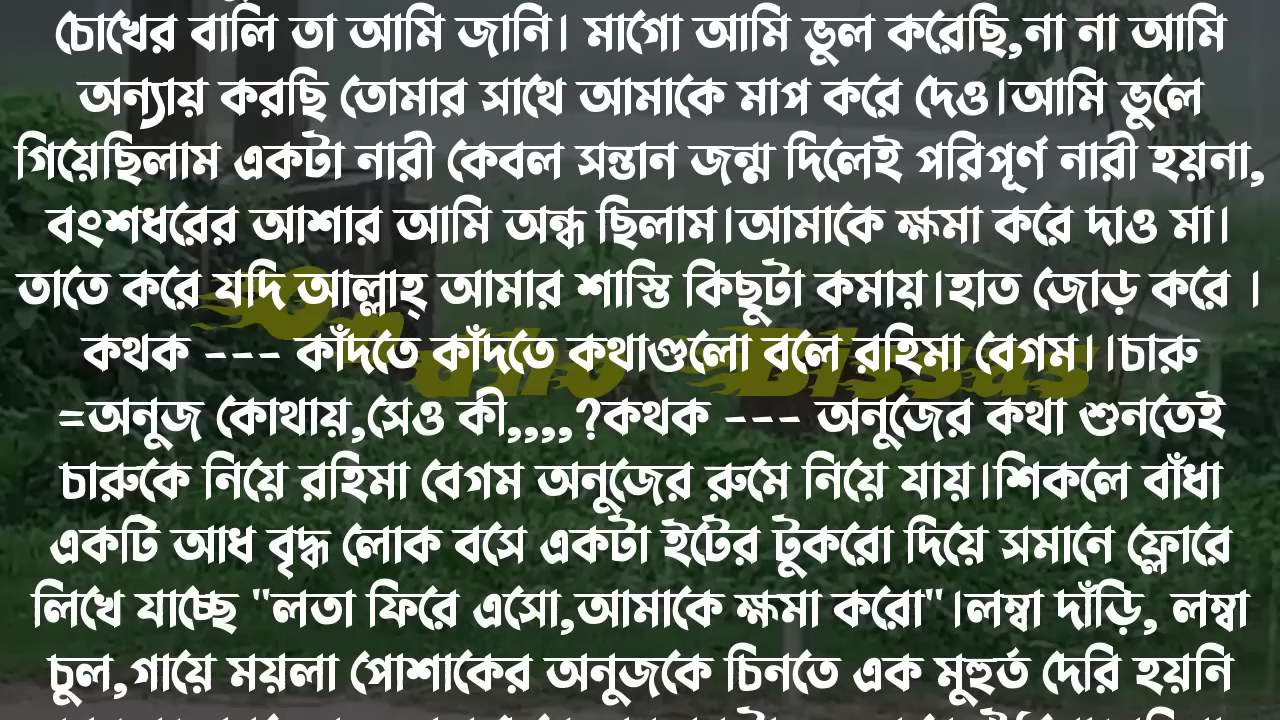 চোখের বালি তা আমি জানি। মাগো আমি ভুল করেছি,না না আমি
অন্যায় করছি তোমার সাথে আমাকে মাপ করে দেও।আমি ভুলে
গিয়েছিলাম একটা নারী কেবল সন্তান জন্ম দিলেই পরিপূর্ণ নারী হয়না,
বংশধরের আশার আমি অন্ধ ছিলাম।আমাকে ক্ষমা করে দাও মা।
তাতে করে যদি আল্লাহ্ আমার শাস্তি কিছুটা কমায়।হাত জোড় করে ।
কথক --- কাঁদতে কাঁদতে কথাগুলো বলে রহিমা বেগম।।চারু
=অনুজ কোথায়,সেও কী,,,,?কথক --- অনুজের কথা শুনতেই
চারুকে নিয়ে রহিমা বেগম অনুজের রুমে নিয়ে যায়।শিকলে বাঁধা
একটি আধ বৃদ্ধ লোক বসে একটা ইটের টুকরো দিয়ে সমানে ফ্লোরে
লিখে যাচ্ছে "লতা ফিরে এসো,আমাকে ক্ষমা করো"।লম্বা দাঁড়ি, লম্বা
চুল,গায়ে ময়লা পোশাকের অনুজকে চিনতে এক মুহুর্ত দেরি হয়নি